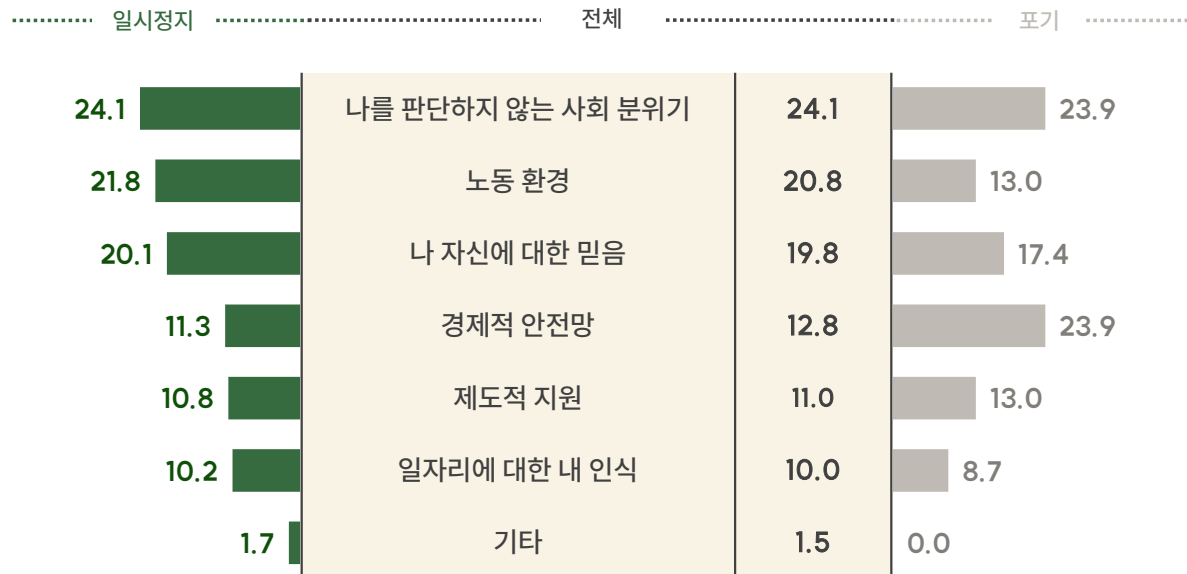 일시정지 전체 포기
24.1 나를 판단하지 않는 사회 분위기 24.1 23.9
21.8 노동 환경 20.8 13.0
20.1 나 자신에 대한 믿음 19.8 17.4
11.3 경제적 안전망 12.8 23.9
10.8 제도적 지원 11.0 13.0
10.2 일자리에 대한 내 인식 10.0 8.7
1.7 기타 1.5 0.0